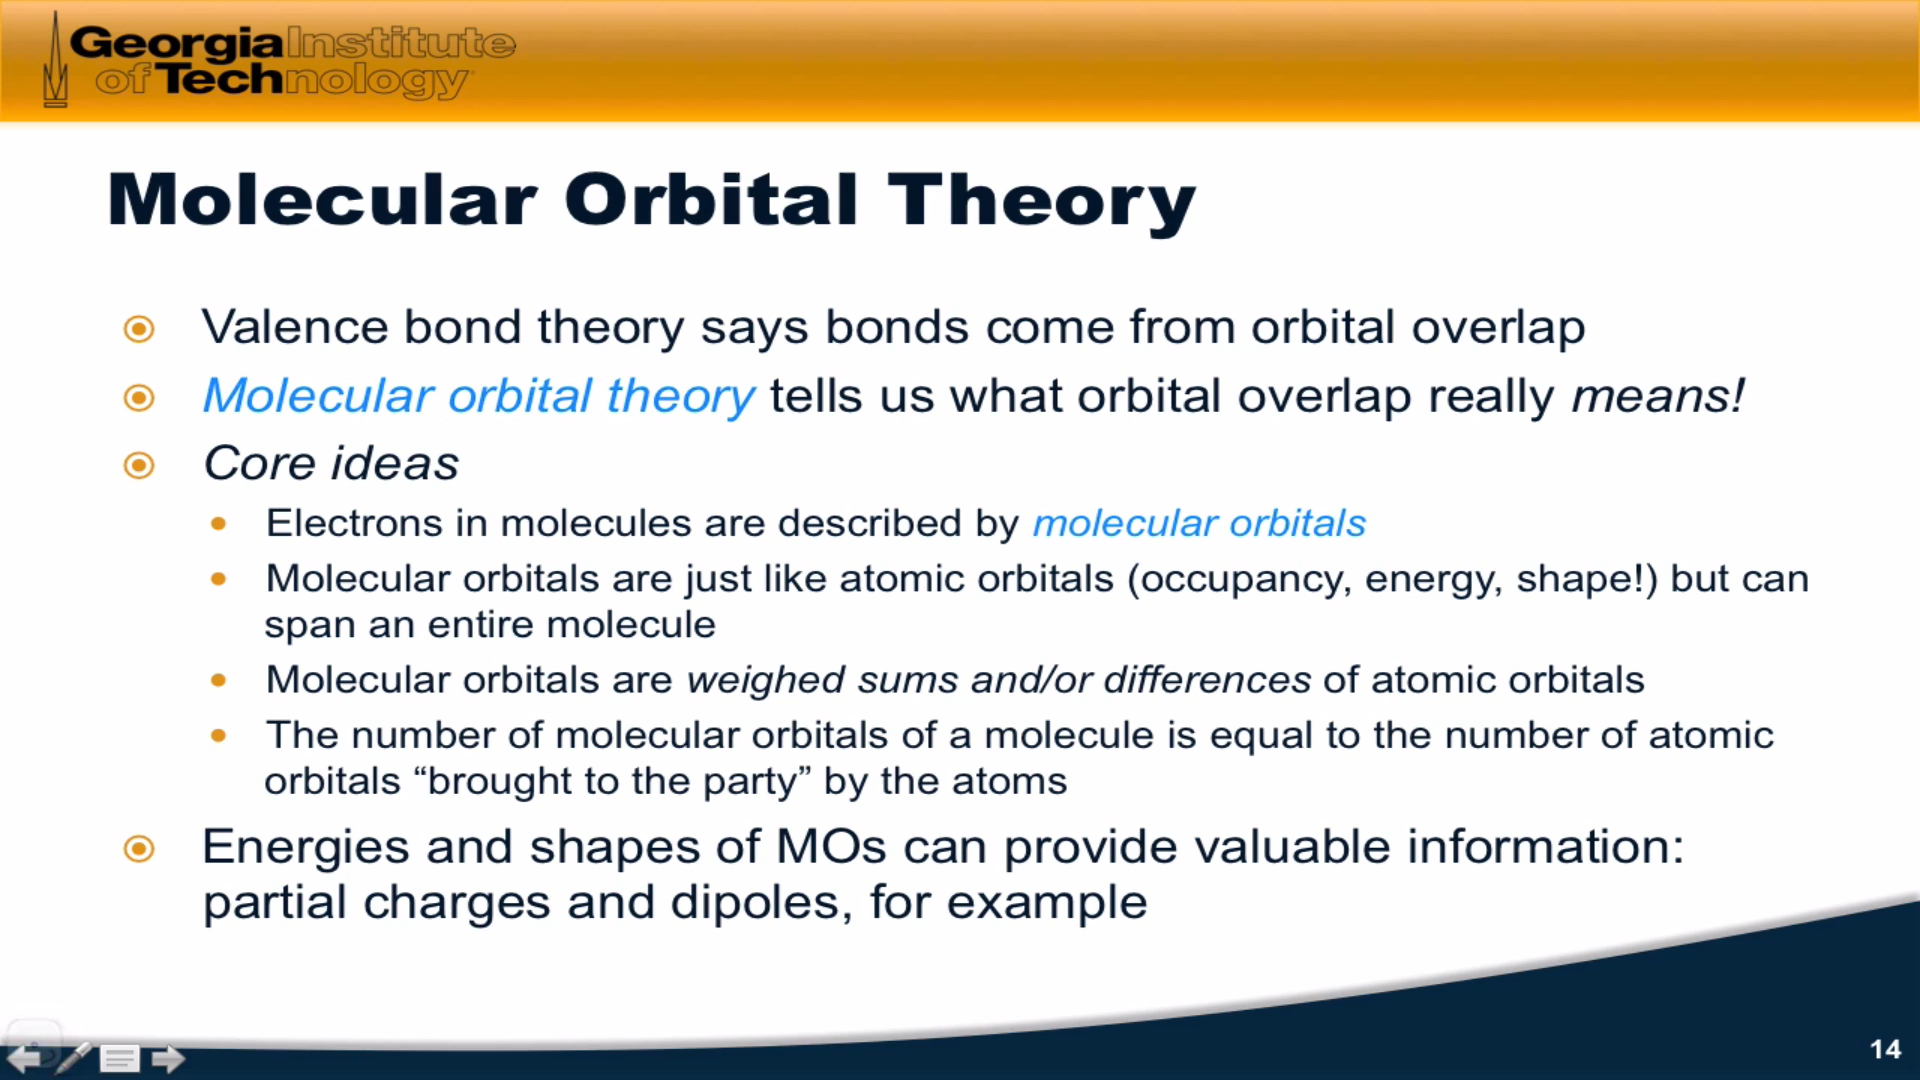 Georgia Institute
of Technology
Molecular Orbital Theory
Valence bond theory says bonds come from orbital overlap
Molecular orbital theory tells us what orbital overlap really means!
Core ideas
Electrons in molecules are described by molecular orbitals
Molecular orbitals are just like atomic orbitals (occupancy, energy, shape!) but can
span an entire molecule
Molecular orbitals are weighed sums and/or differences of atomic orbitals
The number of molecular orbitals of a molecule is equal to the number of atomic
orbitals “brought to the party” by the atoms
Energies and shapes of MOs can provide valuable information:
partial charges and dipoles, for example
14